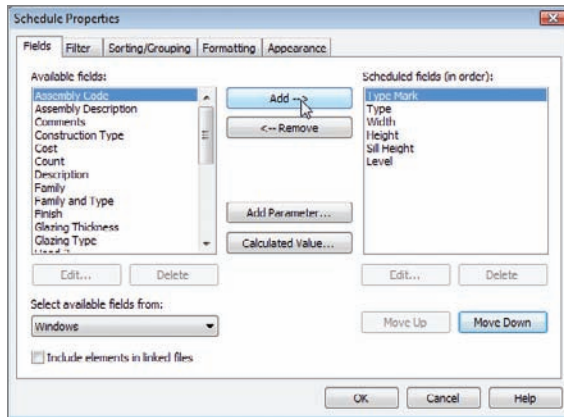 Schedule Properties
Fields Filter Sorting/Grouping Formatting Appearance
Available fields:
Assembly Code
Assembly Description
Comments
Construction Type
Cost
Count
Description
Family
Family and Type
Finish
Glazing Thickness
Glazing Type
Add -->
<-- Remove
Add Parameter...
Calculated Value...
Scheduled fields (in order):
Type Mark
Type
Width
Height
Sill Height
Level
Edit... Delete
Edit... Delete
Select available fields from:
Windows
Move Up Move Down
Include elements in linked files
OK Cancel Help